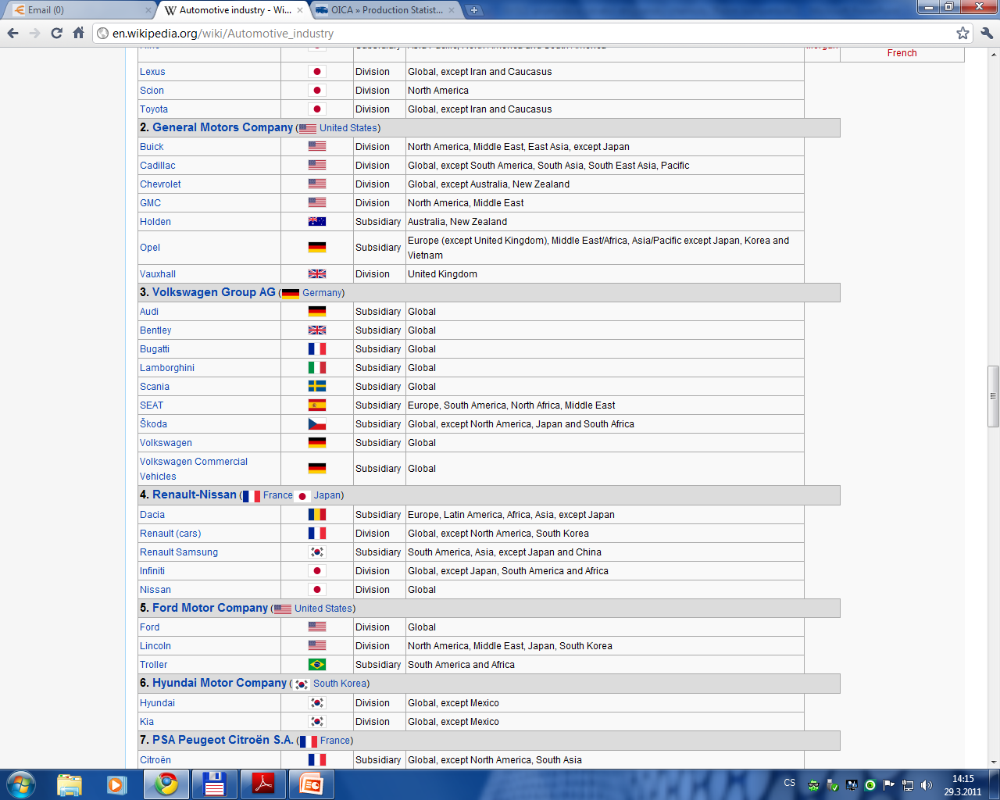 Email (0)
Automotive industry - Wi...
OICA » Production Statist...
en.wikipedia.org/wiki/Automotive_industry
French
Lexus Division Global, except Iran and Caucasus
Scion Division North America
Toyota Division Global, except Iran and Caucasus
2. General Motors Company ( United States)
Buick Division North America, Middle East, East Asia, except Japan
Cadillac Division Global, except South America, South Asia, South East Asia, Pacific
Chevrolet Division Global, except Australia, New Zealand
GMC Division North America, Middle East
Holden Subsidiary Australia, New Zealand
Opel Subsidiary Europe (except United Kingdom), Middle East/Africa, Asia/Pacific except Japan, Korea and
Vietnam
Vauxhall Division United Kingdom
3. Volkswagen Group AG ( Germany)
Audi Subsidiary Global
Bentley Subsidiary Global
Bugatti Subsidiary Global
Lamborghini Subsidiary Global
Scania Subsidiary Global
SEAT Subsidiary Europe, South America, North Africa, Middle East
Škoda Subsidiary Global, except North America, Japan and South Africa
Volkswagen Subsidiary Global
Volkswagen Commercial
Vehicles Subsidiary Global
4. Renault-Nissan ( France Japan)
Dacia Subsidiary Europe, Latin America, Africa, Asia, except Japan
Renault (cars) Division Global, except North America, South Korea
Renault Samsung Subsidiary South America, Asia, except Japan and China
Infiniti Division Global, except Japan, South America and Africa
Nissan Division Global
5. Ford Motor Company ( United States)
Ford Division Global
Lincoln Division North America, Middle East, Japan, South Korea
Troller Subsidiary South America and Africa
6. Hyundai Motor Company ( South Korea)
Hyundai Division Global, except Mexico
Kia Division Global, except Mexico
7. PSA Peugeot Citroën S.A. ( France)
Citroën Subsidiary Global, except North America, South Asia
CS
14:15
29.3.2011